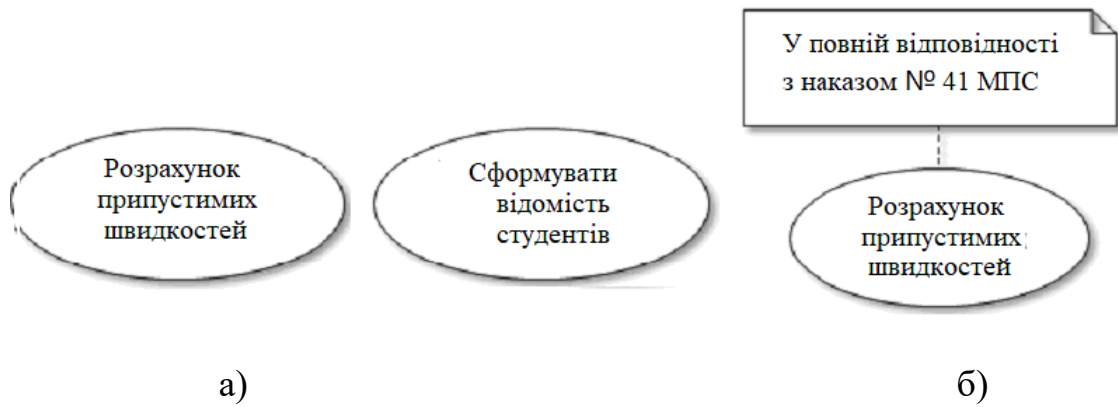 Розрахунок
припустимих
швидкостей
Сформувати
відомість
студентів
У повній відповідності
з наказом № 41 МПС
Розрахунок
припустимих
швидкостей
а)
б)